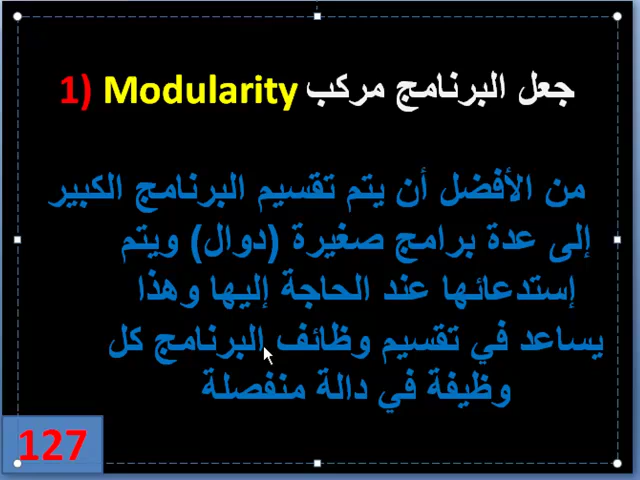 1) Modularity جعل البرنامج مركب
من الأفضل أن يتم تقسيم البرنامج الكبير
إلى عدة برامج صغيرة (دوال) ويتم
إستدعائها عند الحاجة إليها وهذا
يساعد في تقسيم وظائف البرنامج كل
وظيفة في دالة منفصلة
127